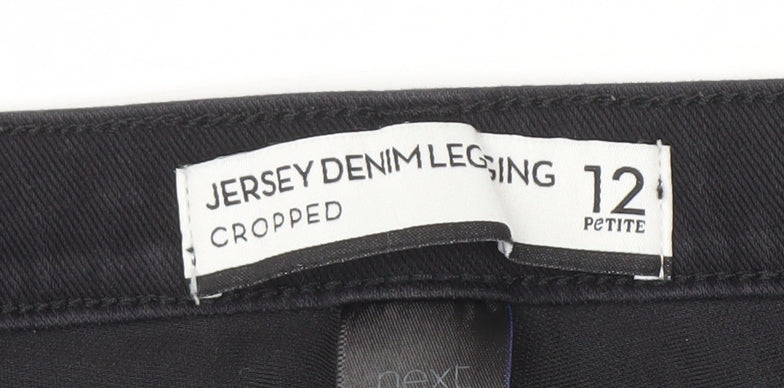 JERSEY DENIM LEGGING
CROPPED
12
PeTITE
next